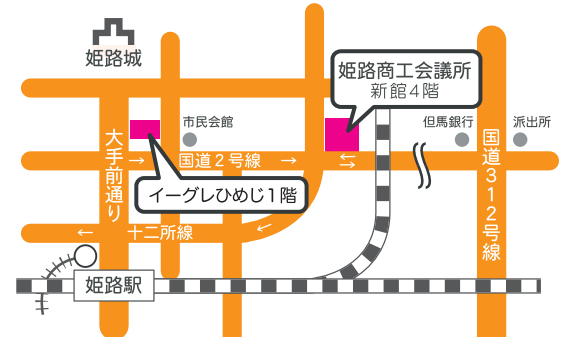 姫路城
姫路商工会議所
新館4階
市民会館
但馬銀行
派出所
大手前通り
→ 国道2号線 →
⇆
国道312号線
イーグレひめじ1階
← 十二所線 ←
姫路駅